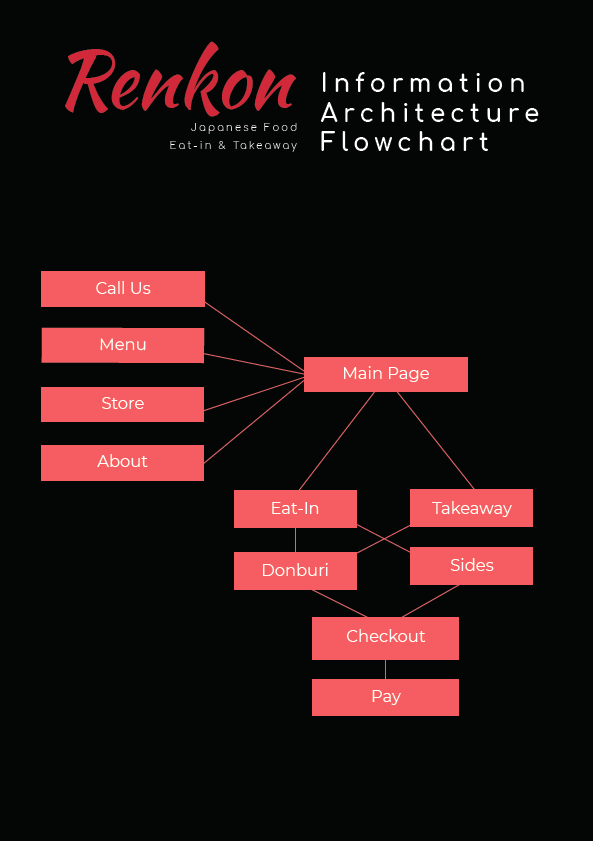 Renkon
Japanese Food
Eat-in & Takeaway
Information
Architecture
Flowchart
Call Us
Menu
Store
About
Main Page
Eat-In
Takeaway
Donburi
Sides
Checkout
Pay